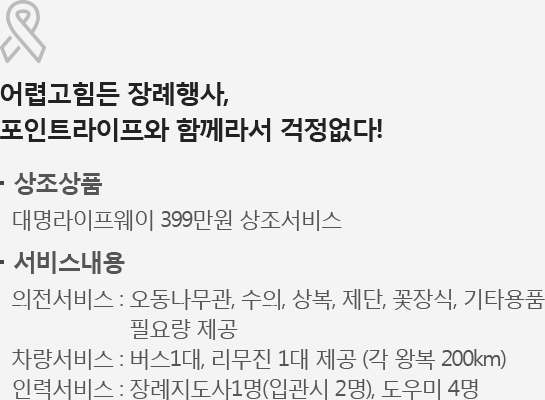 어렵고힘든 장례행사,
포인트라이프와 함께라서 걱정없다!
· 상조상품
대명라이프웨이 399만원 상조서비스
· 서비스내용
의전서비스 : 오동나무관, 수의, 상복, 제단, 꽃장식, 기타용품
필요량 제공
차량서비스 : 버스1대, 리무진 1대 제공 (각 왕복 200km)
인력서비스 : 장례지도사1명(입관시 2명), 도우미 4명